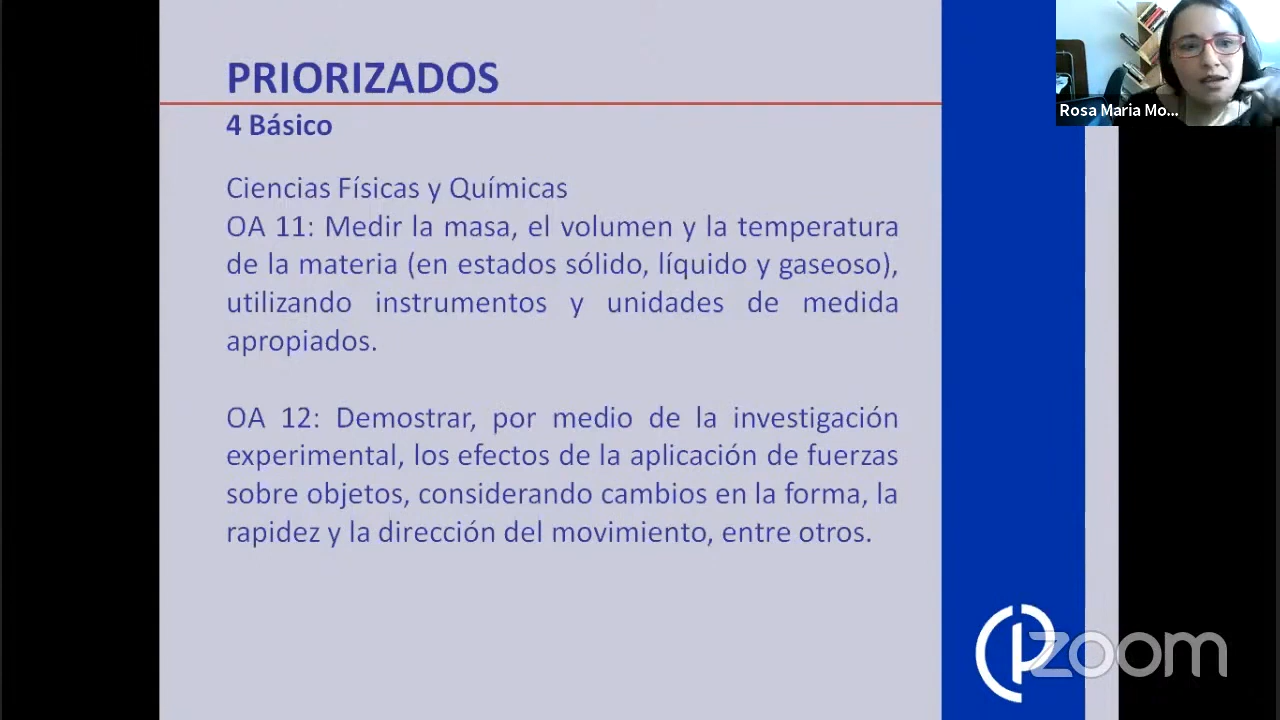 PRIORIZADOS
4 Básico
Ciencias Físicas y Químicas
OA 11: Medir la masa, el volumen y la temperatura
de la materia (en estados sólido, líquido y gaseoso),
utilizando instrumentos y unidades de medida
apropiados.
OA 12: Demostrar, por medio de la investigación
experimental, los efectos de la aplicación de fuerzas
sobre objetos, considerando cambios en la forma, la
rapidez y la dirección del movimiento, entre otros.
Rosa Maria Mo...
zoom